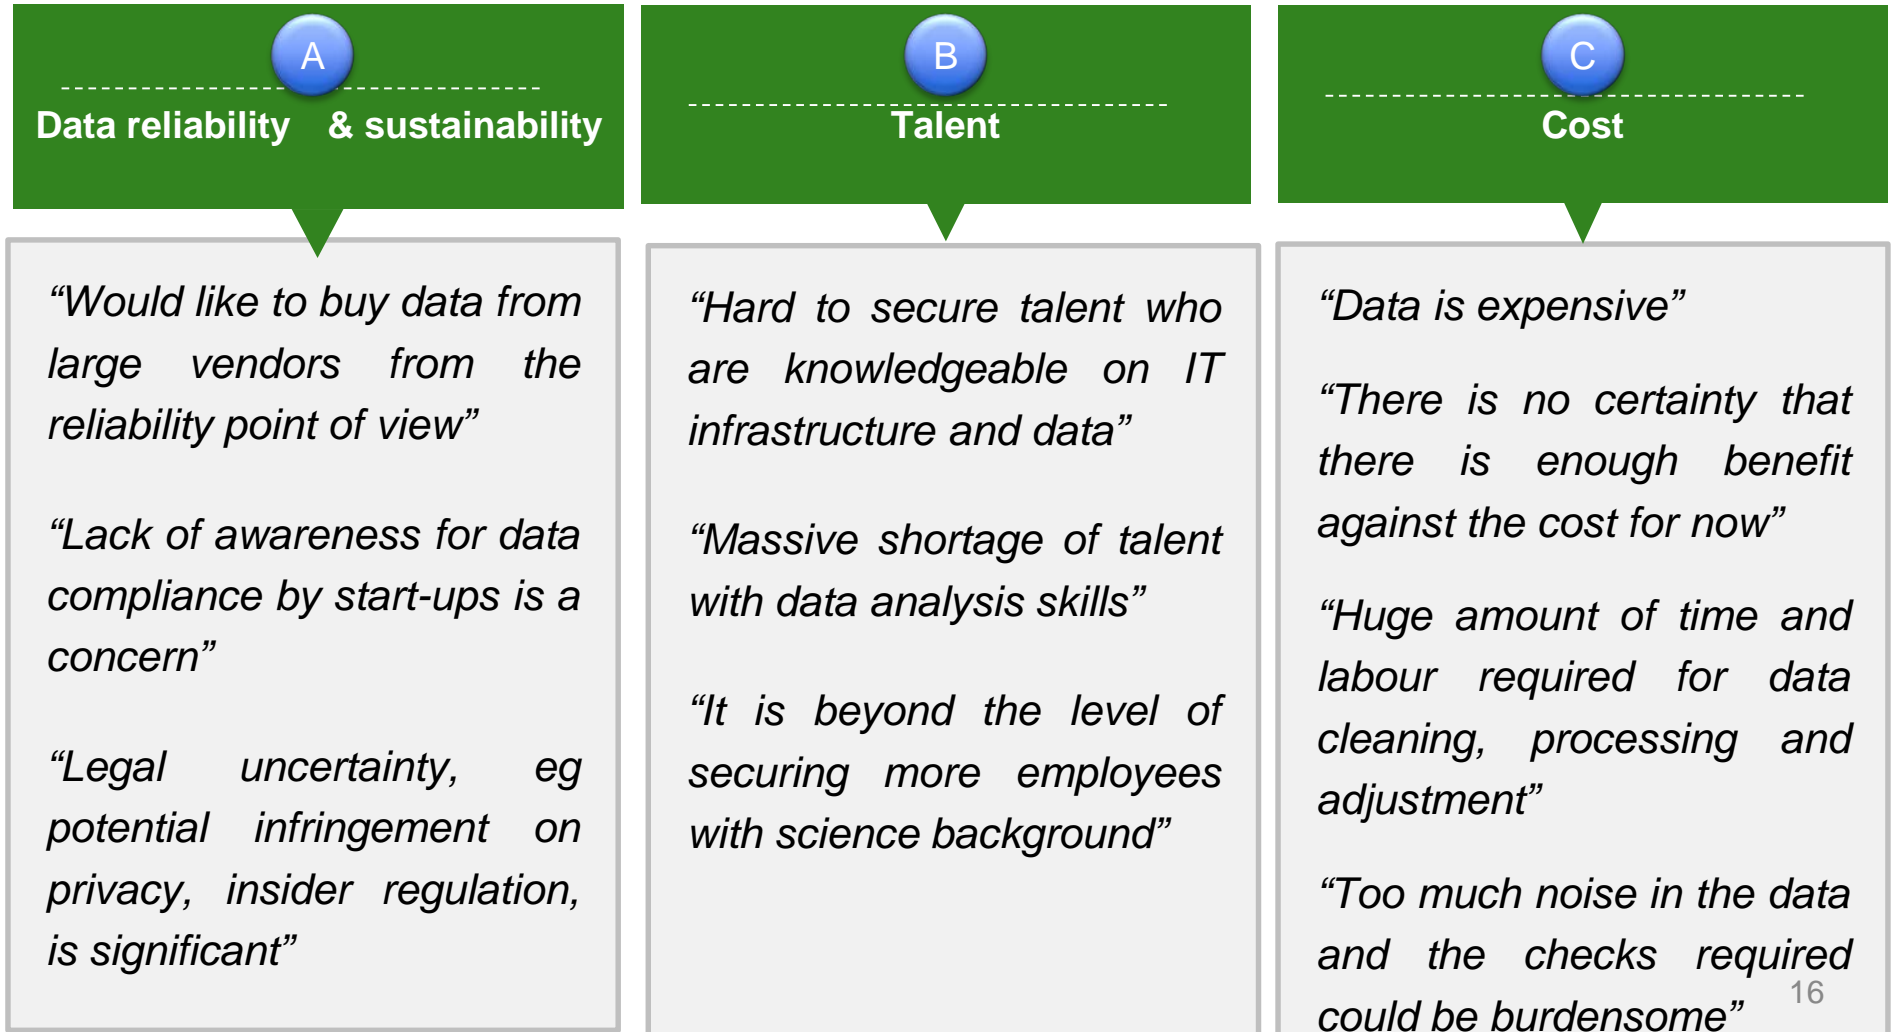 A
Data reliability & sustainability
“Would like to buy data from
large vendors from the
reliability point of view”
“Lack of awareness for data
compliance by start-ups is a
concern”
“Legal uncertainty, eg
potential infringement on
privacy, insider regulation,
is significant”
B
Talent
“Hard to secure talent who
are knowledgeable on IT
infrastructure and data”
“Massive shortage of talent
with data analysis skills”
“It is beyond the level of
securing more employees
with science background”
C
Cost
“Data is expensive”
“There is no certainty that
there is enough benefit
against the cost for now”
“Huge amount of time and
labour required for data
cleaning, processing and
adjustment”
“Too much noise in the data
and the checks required
could be burdensome”
16